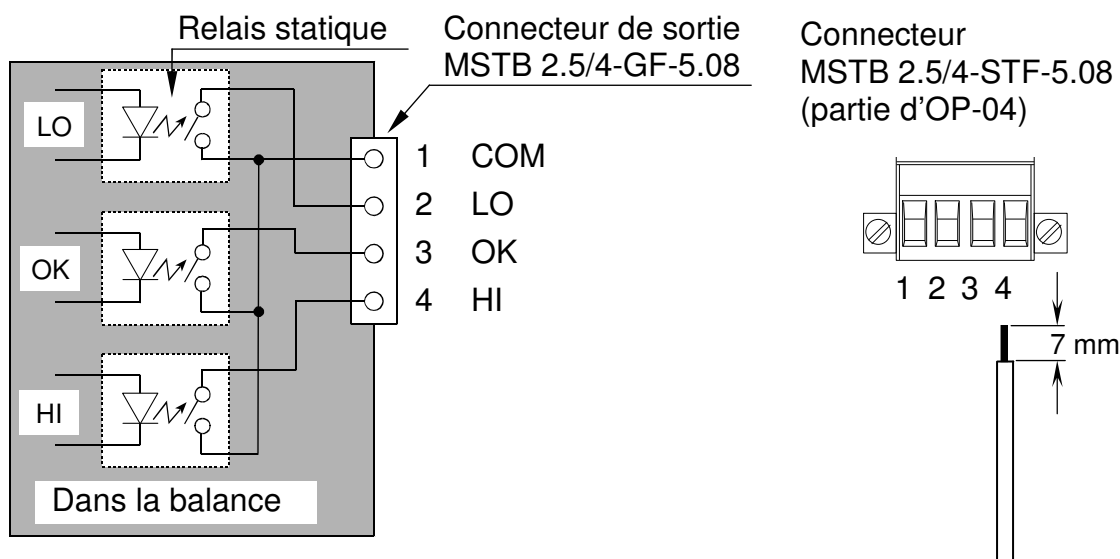 Relais statique
Connecteur de sortie
MSTB 2.5/4-GF-5.08
LO
OK
HI
Dans la balance
1 COM
2 LO
3 OK
4 HI
Connecteur
MSTB 2.5/4-STF-5.08
(partie d'OP-04)
1 2 3 4
7 mm